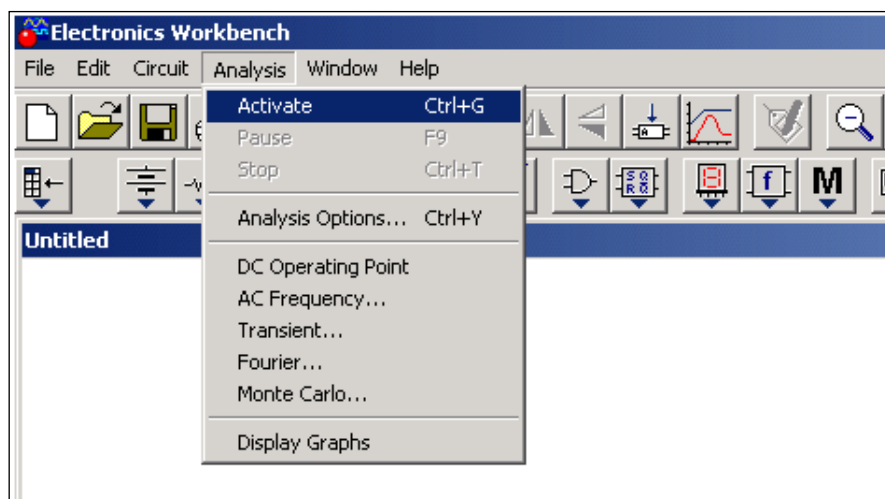 Electronics Workbench
File Edit Circuit Analysis Window Help
Activate Ctrl+G
Pause F9
Stop Ctrl+T
Analysis Options... Ctrl+Y
DC Operating Point
AC Frequency...
Transient...
Fourier...
Monte Carlo...
Display Graphs
A
S Q
R Q
f
M
Untitled